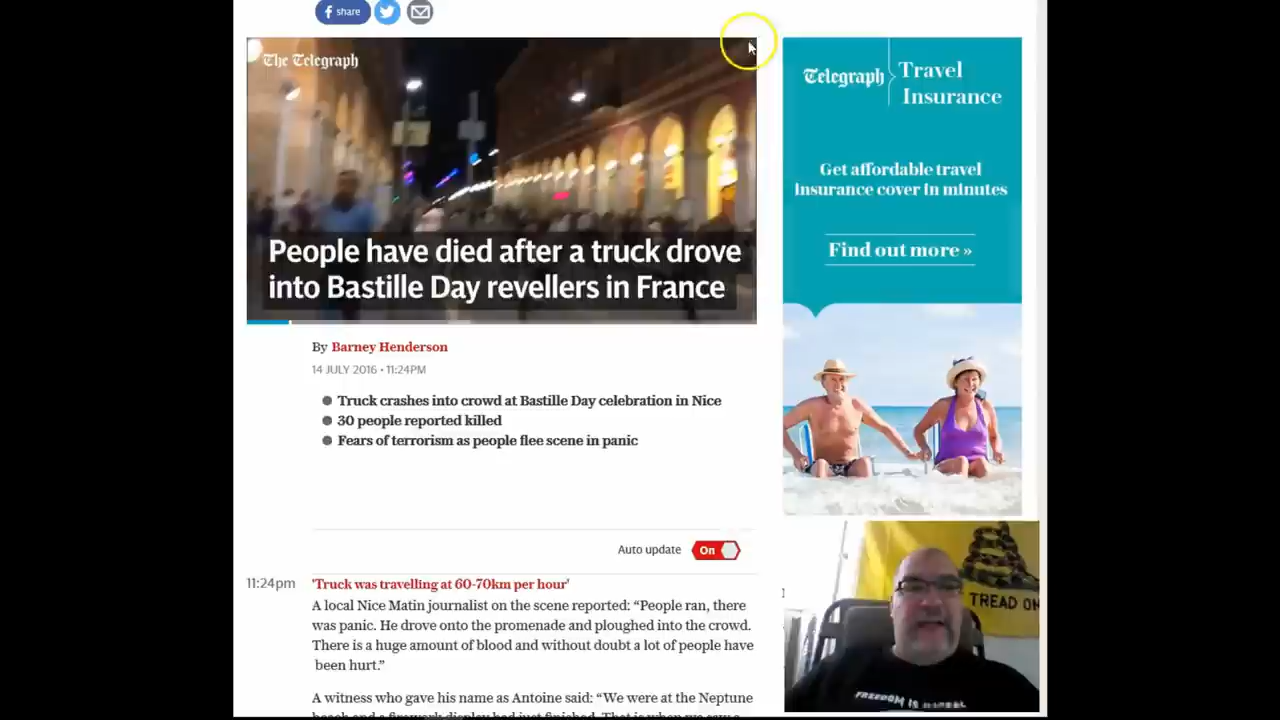 share
The Telegraph
People have died after a truck drove
into Bastille Day revellers in France
Telegraph
Travel
Insurance
Get affordable travel
insurance cover in minutes
Find out more »
By Barney Henderson
14 JULY 2016 • 11:24PM
Truck crashes into crowd at Bastille Day celebration in Nice
30 people reported killed
Fears of terrorism as people flee scene in panic
Auto update
On
11:24pm
'Truck was travelling at 60-70km per hour'
A local Nice Matin journalist on the scene reported: “People ran, there
was panic. He drove onto the promenade and ploughed into the crowd.
There is a huge amount of blood and without doubt a lot of people have
been hurt.”
A witness who gave his name as Antoine said: “We were at the Neptune
TREAD ON
FREEDOM IS